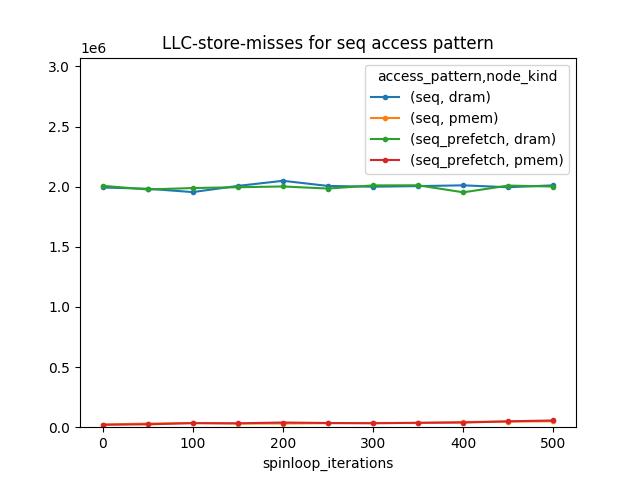 LLC-store-misses for seq access pattern
1e6
3.0
2.5
2.0
1.5
1.0
0.5
0.0
access_pattern,node_kind
(seq, dram)
(seq, pmem)
(seq_prefetch, dram)
(seq_prefetch, pmem)
0 100 200 300 400 500
spinloop_iterations